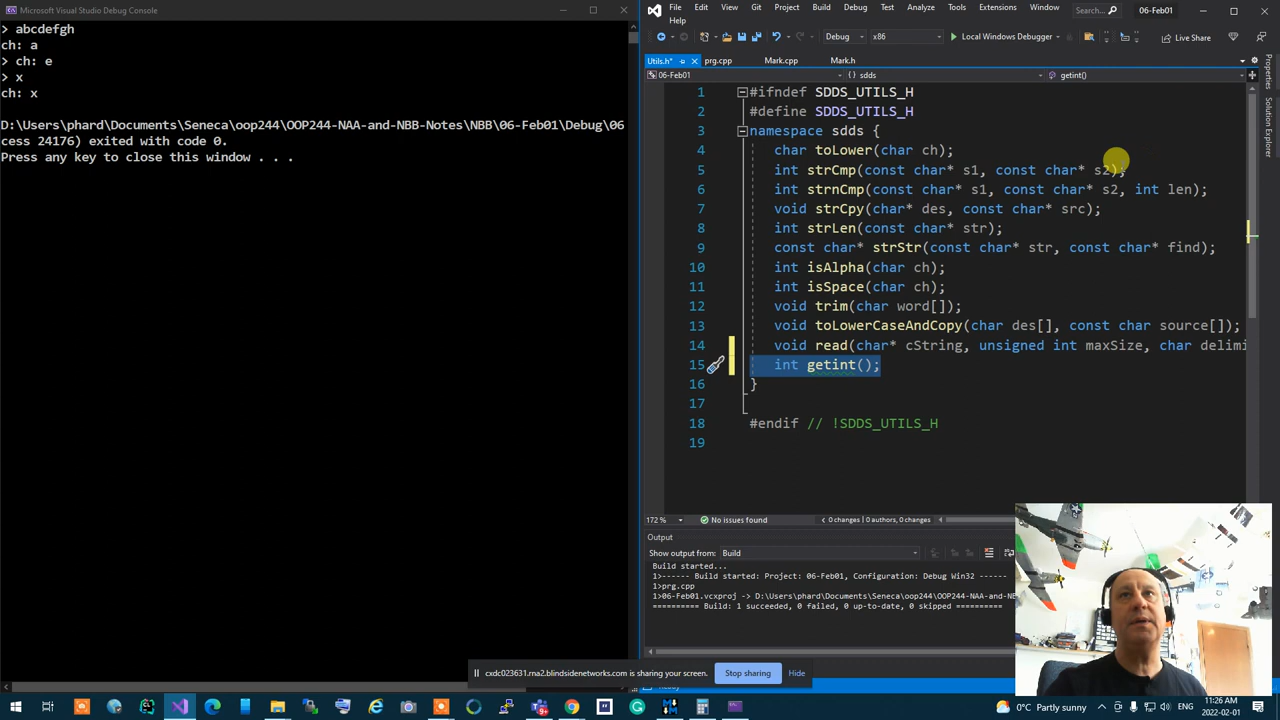 Microsoft Visual Studio Debug Console
> abcdefgh
ch: a
> ch: e
> x
ch: x
D:\Users\phard\Documents\Seneca\oop244\OOP244-NAA-and-NBB-Notes\NBB\06-Feb01\Debug\06
cess 24176) exited with code 0.
Press any key to close this window . . .
File Edit View Git Project Build Debug Test Analyze Tools Extensions Window
Help
Search
06-Feb01
Debug x86 Local Windows Debugger Live Share
Utils.h* prg.cpp Mark.cpp Mark.h
06-Feb01 sdds getint()
1 #ifndef SDDS_UTILS_H
2 #define SDDS_UTILS_H
3 namespace sdds {
4 char toLower(char ch);
5 int strCmp(const char* s1, const char* s2);
6 int strnCmp(const char* s1, const char* s2, int len);
7 void strCpy(char* des, const char* src);
8 int strLen(const char* str);
9 const char* strStr(const char* str, const char* find);
10 int isAlpha(char ch);
11 int isSpace(char ch);
12 void trim(char word[]);
13 void toLowerCaseAndCopy(char des[], const char source[]);
14 void read(char* cString, unsigned int maxSize, char delimi
15 int getint();
16 }
17
18 #endif // !SDDS_UTILS_H
19
Properties
Solution Explorer
172 % No issues found 0 changes | 0 authors, 0 changes
Output
Show output from: Build
Build started...
1>------ Build started: Project: 06-Feb01, Configuration: Debug Win32 ------
1>prg.cpp
1>06-Feb01.vcxproj -> D:\Users\phard\Documents\Seneca\oop244\OOP244-NAA-and-NB
========== Build: 1 succeeded, 0 failed, 0 up-to-date, 0 skipped ==========
cxdc023631.rna2.blindsidenetworks.com is sharing your screen. Stop sharing Hide
0°C Partly sunny ENG 11:26 AM
2022-02-01